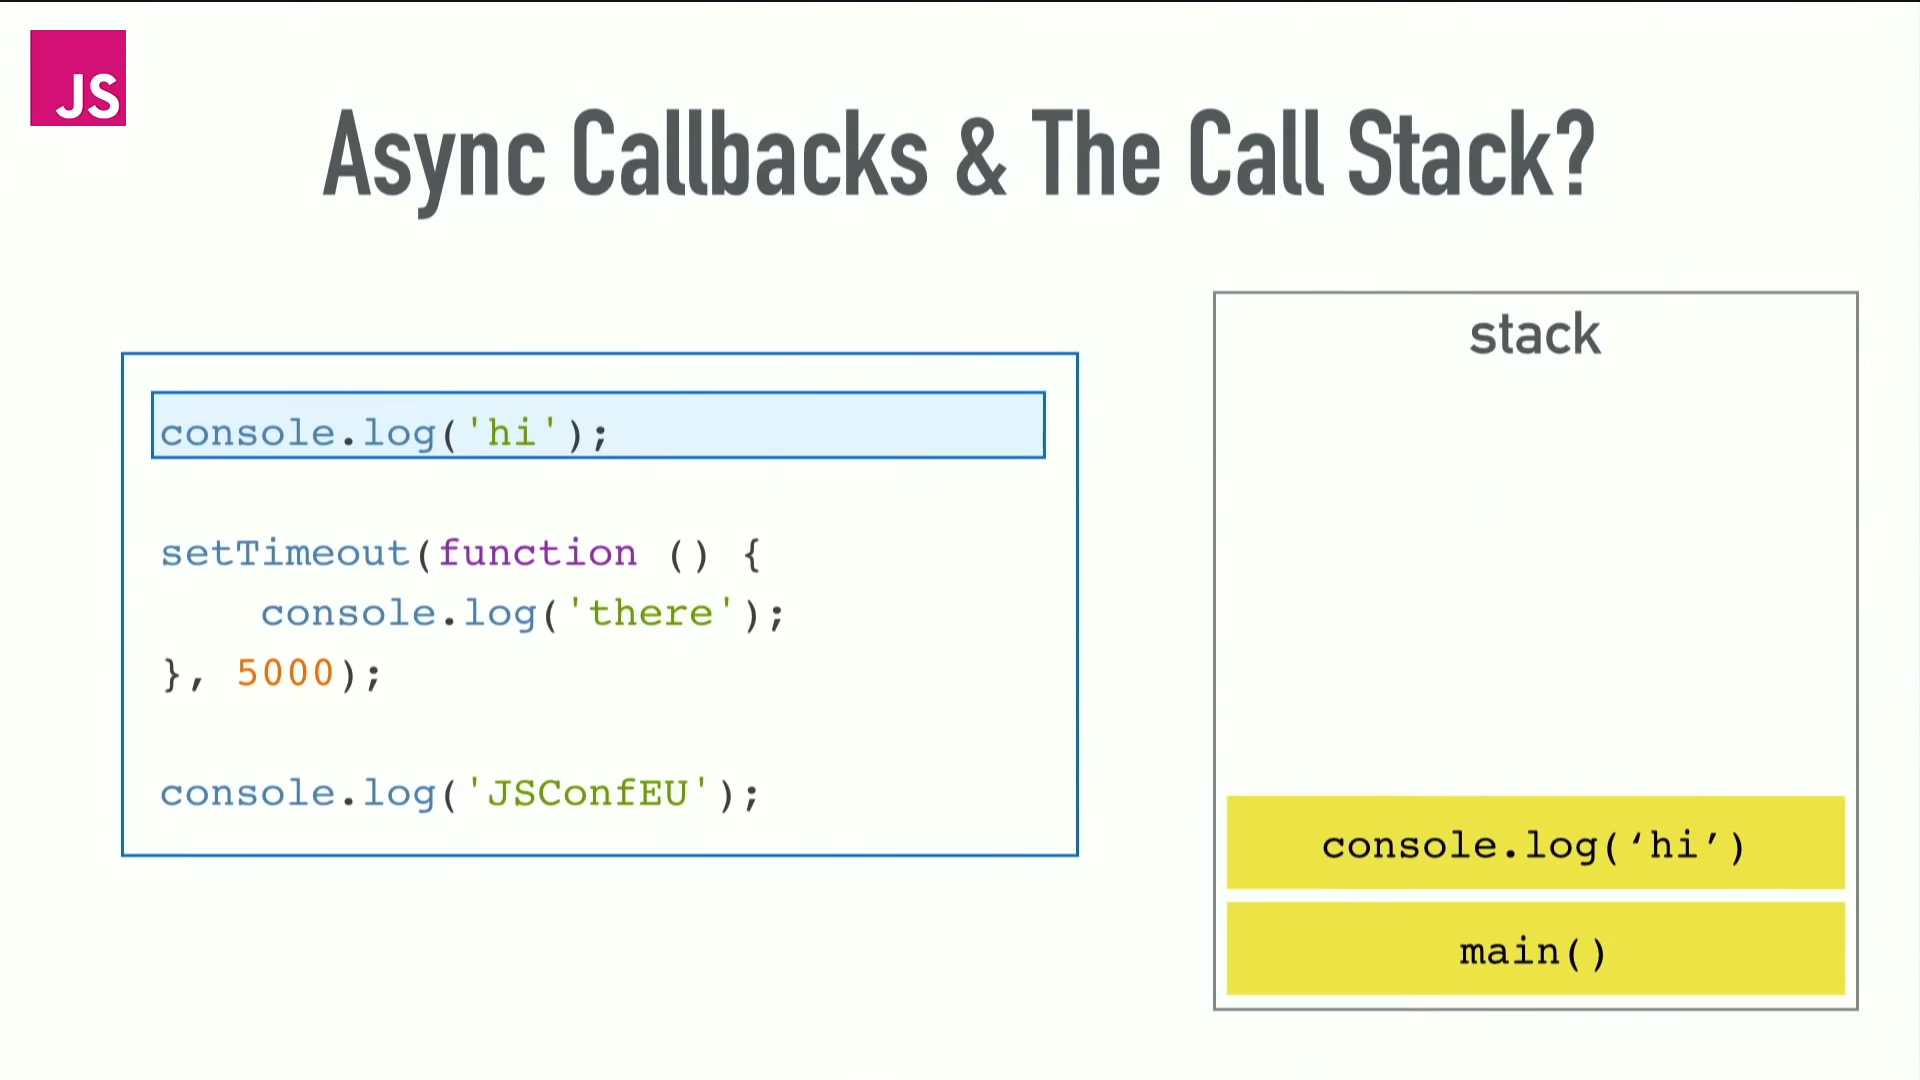 JS
Async Callbacks & The Call Stack?
console.log('hi');
setTimeout(function () {
    console.log('there');
}, 5000);
console.log('JSConfEU');
stack
console.log(‘hi’)
main()